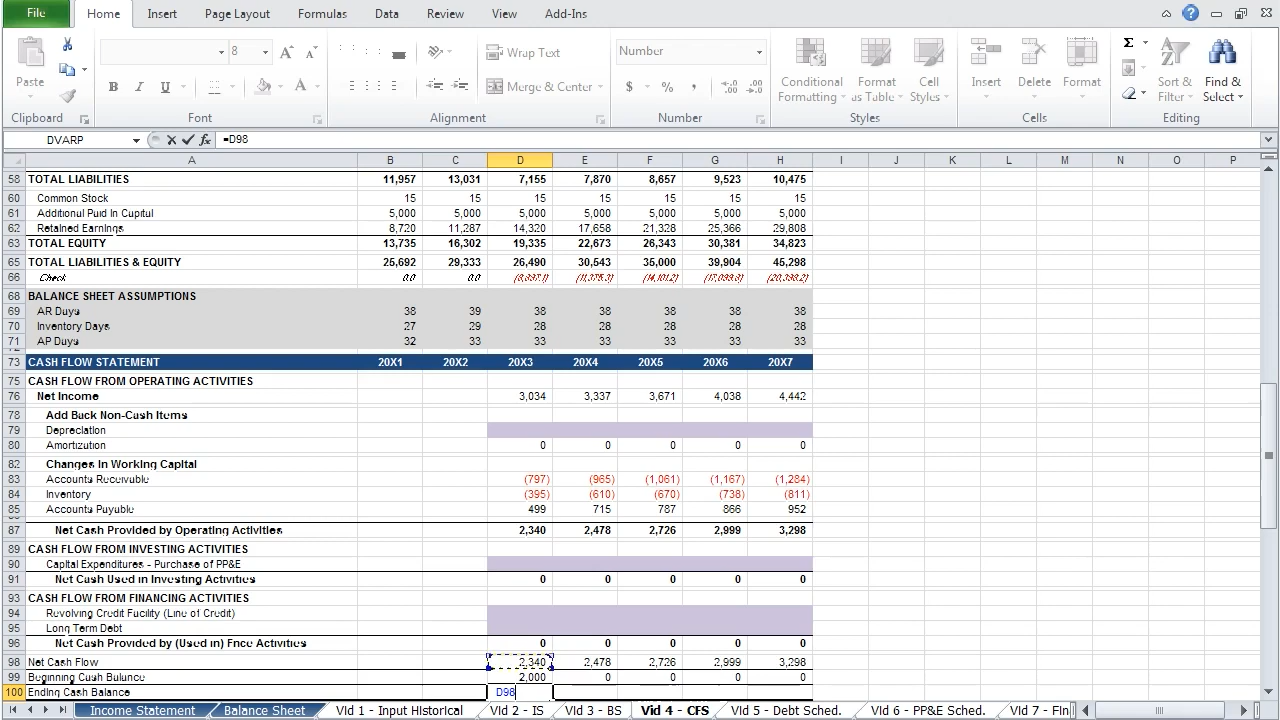 File Home Insert Page Layout Formulas Data Review View Add-Ins
Paste 8 Wrap Text Number Conditional Formatting Format as Table Cell Styles Insert Delete Format Sort & Filter Find & Select
B I U Merge & Center $ % ,
Clipboard Font Alignment Number Styles Cells Editing
DVARP fx =D98
A B C D E F G H I J K L M N O P
58 TOTAL LIABILITIES 11,957 13,031 7,155 7,870 8,657 9,523 10,475
60 Common Stock 15 15 15 15 15 15 15
61 Additional Paid In Capital 5,000 5,000 5,000 5,000 5,000 5,000 5,000
62 Retained Earnings 8,720 11,287 14,320 17,658 21,328 25,366 29,808
63 TOTAL EQUITY 13,735 16,302 19,335 22,673 26,343 30,381 34,823
65 TOTAL LIABILITIES & EQUITY 25,692 29,333 26,490 30,543 35,000 39,904 45,298
66 Check 0.0 0.0
68 BALANCE SHEET ASSUMPTIONS
69 AR Days 38 39 38 38 38 38 38
70 Inventory Days 27 29 28 28 28 28 28
71 AP Days 32 33 33 33 33 33 33
73 CASH FLOW STATEMENT 20X1 20X2 20X3 20X4 20X5 20X6 20X7
75 CASH FLOW FROM OPERATING ACTIVITIES
76 Net Income 3,034 3,337 3,671 4,038 4,442
78 Add Back Non-Cash Items
79 Depreciation
80 Amortization 0 0 0 0 0
82 Changes in Working Capital
83 Accounts Receivable (797) (965) (1,061) (1,167) (1,284)
84 Inventory (395) (610) (670) (738) (811)
85 Accounts Payable 499 715 787 866 952
87 Net Cash Provided by Operating Activities 2,340 2,478 2,726 2,999 3,298
89 CASH FLOW FROM INVESTING ACTIVITIES
90 Capital Expenditures - Purchase of PP&E
91 Net Cash Used in Investing Activities 0 0 0 0 0
93 CASH FLOW FROM FINANCING ACTIVITIES
94 Revolving Credit Facility (Line of Credit)
95 Long Term Debt
96 Net Cash Provided by (Used in) Fnce Activities 0 0 0 0 0
98 Net Cash Flow 2,340 2,478 2,726 2,999 3,298
99 Beginning Cash Balance 2,000 0 0 0 0
100 Ending Cash Balance D98
Income Statement Balance Sheet Vid 1 - Input Historical Vid 2 - IS Vid 3 - BS Vid 4 - CFS Vid 5 - Debt Sched. Vid 6 - PP&E Sched. Vid 7 - Fin